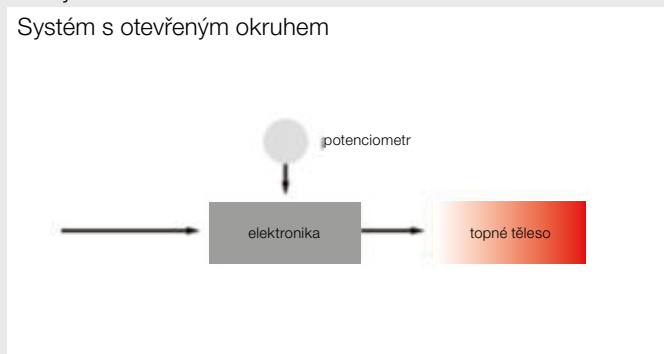 Systém s otevřeným okruhem
potenciometr
elektronika
topné těleso